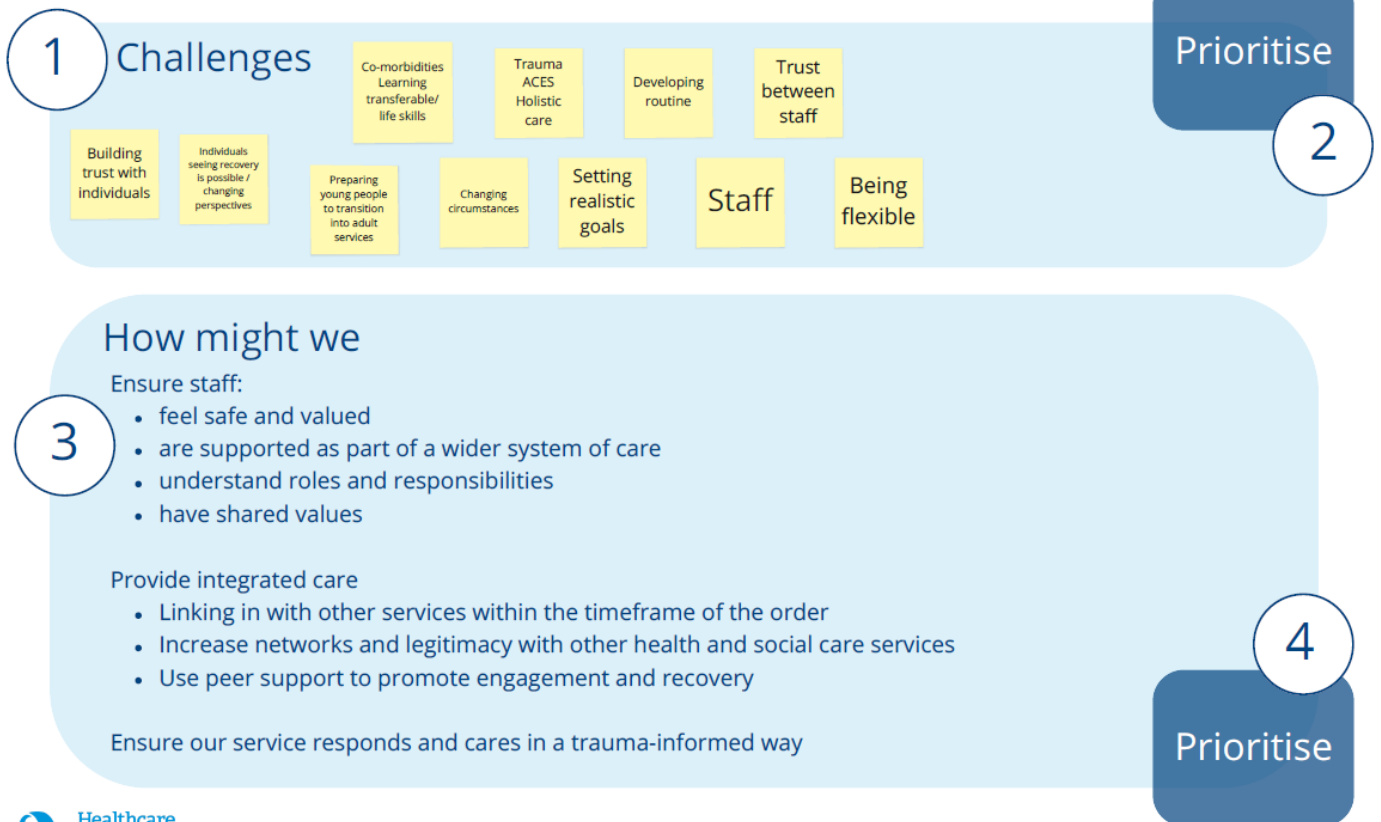 1
Challenges
Prioritise
2
Co-morbidities
Learning
transferable/
life skills
Trauma
ACES
Holistic
care
Developing
routine
Trust
between
staff
Building
trust with
individuals
Individuals
seeing recovery
is possible /
changing
perspectives
Preparing
young people
to transition
into adult
services
Changing
circumstances
Setting
realistic
goals
Staff
Being
flexible
How might we
3
Ensure staff:
• feel safe and valued
• are supported as part of a wider system of care
• understand roles and responsibilities
• have shared values
Provide integrated care
• Linking in with other services within the timeframe of the order
• Increase networks and legitimacy with other health and social care services
• Use peer support to promote engagement and recovery
Ensure our service responds and cares in a trauma-informed way
4
Prioritise
Healthcare